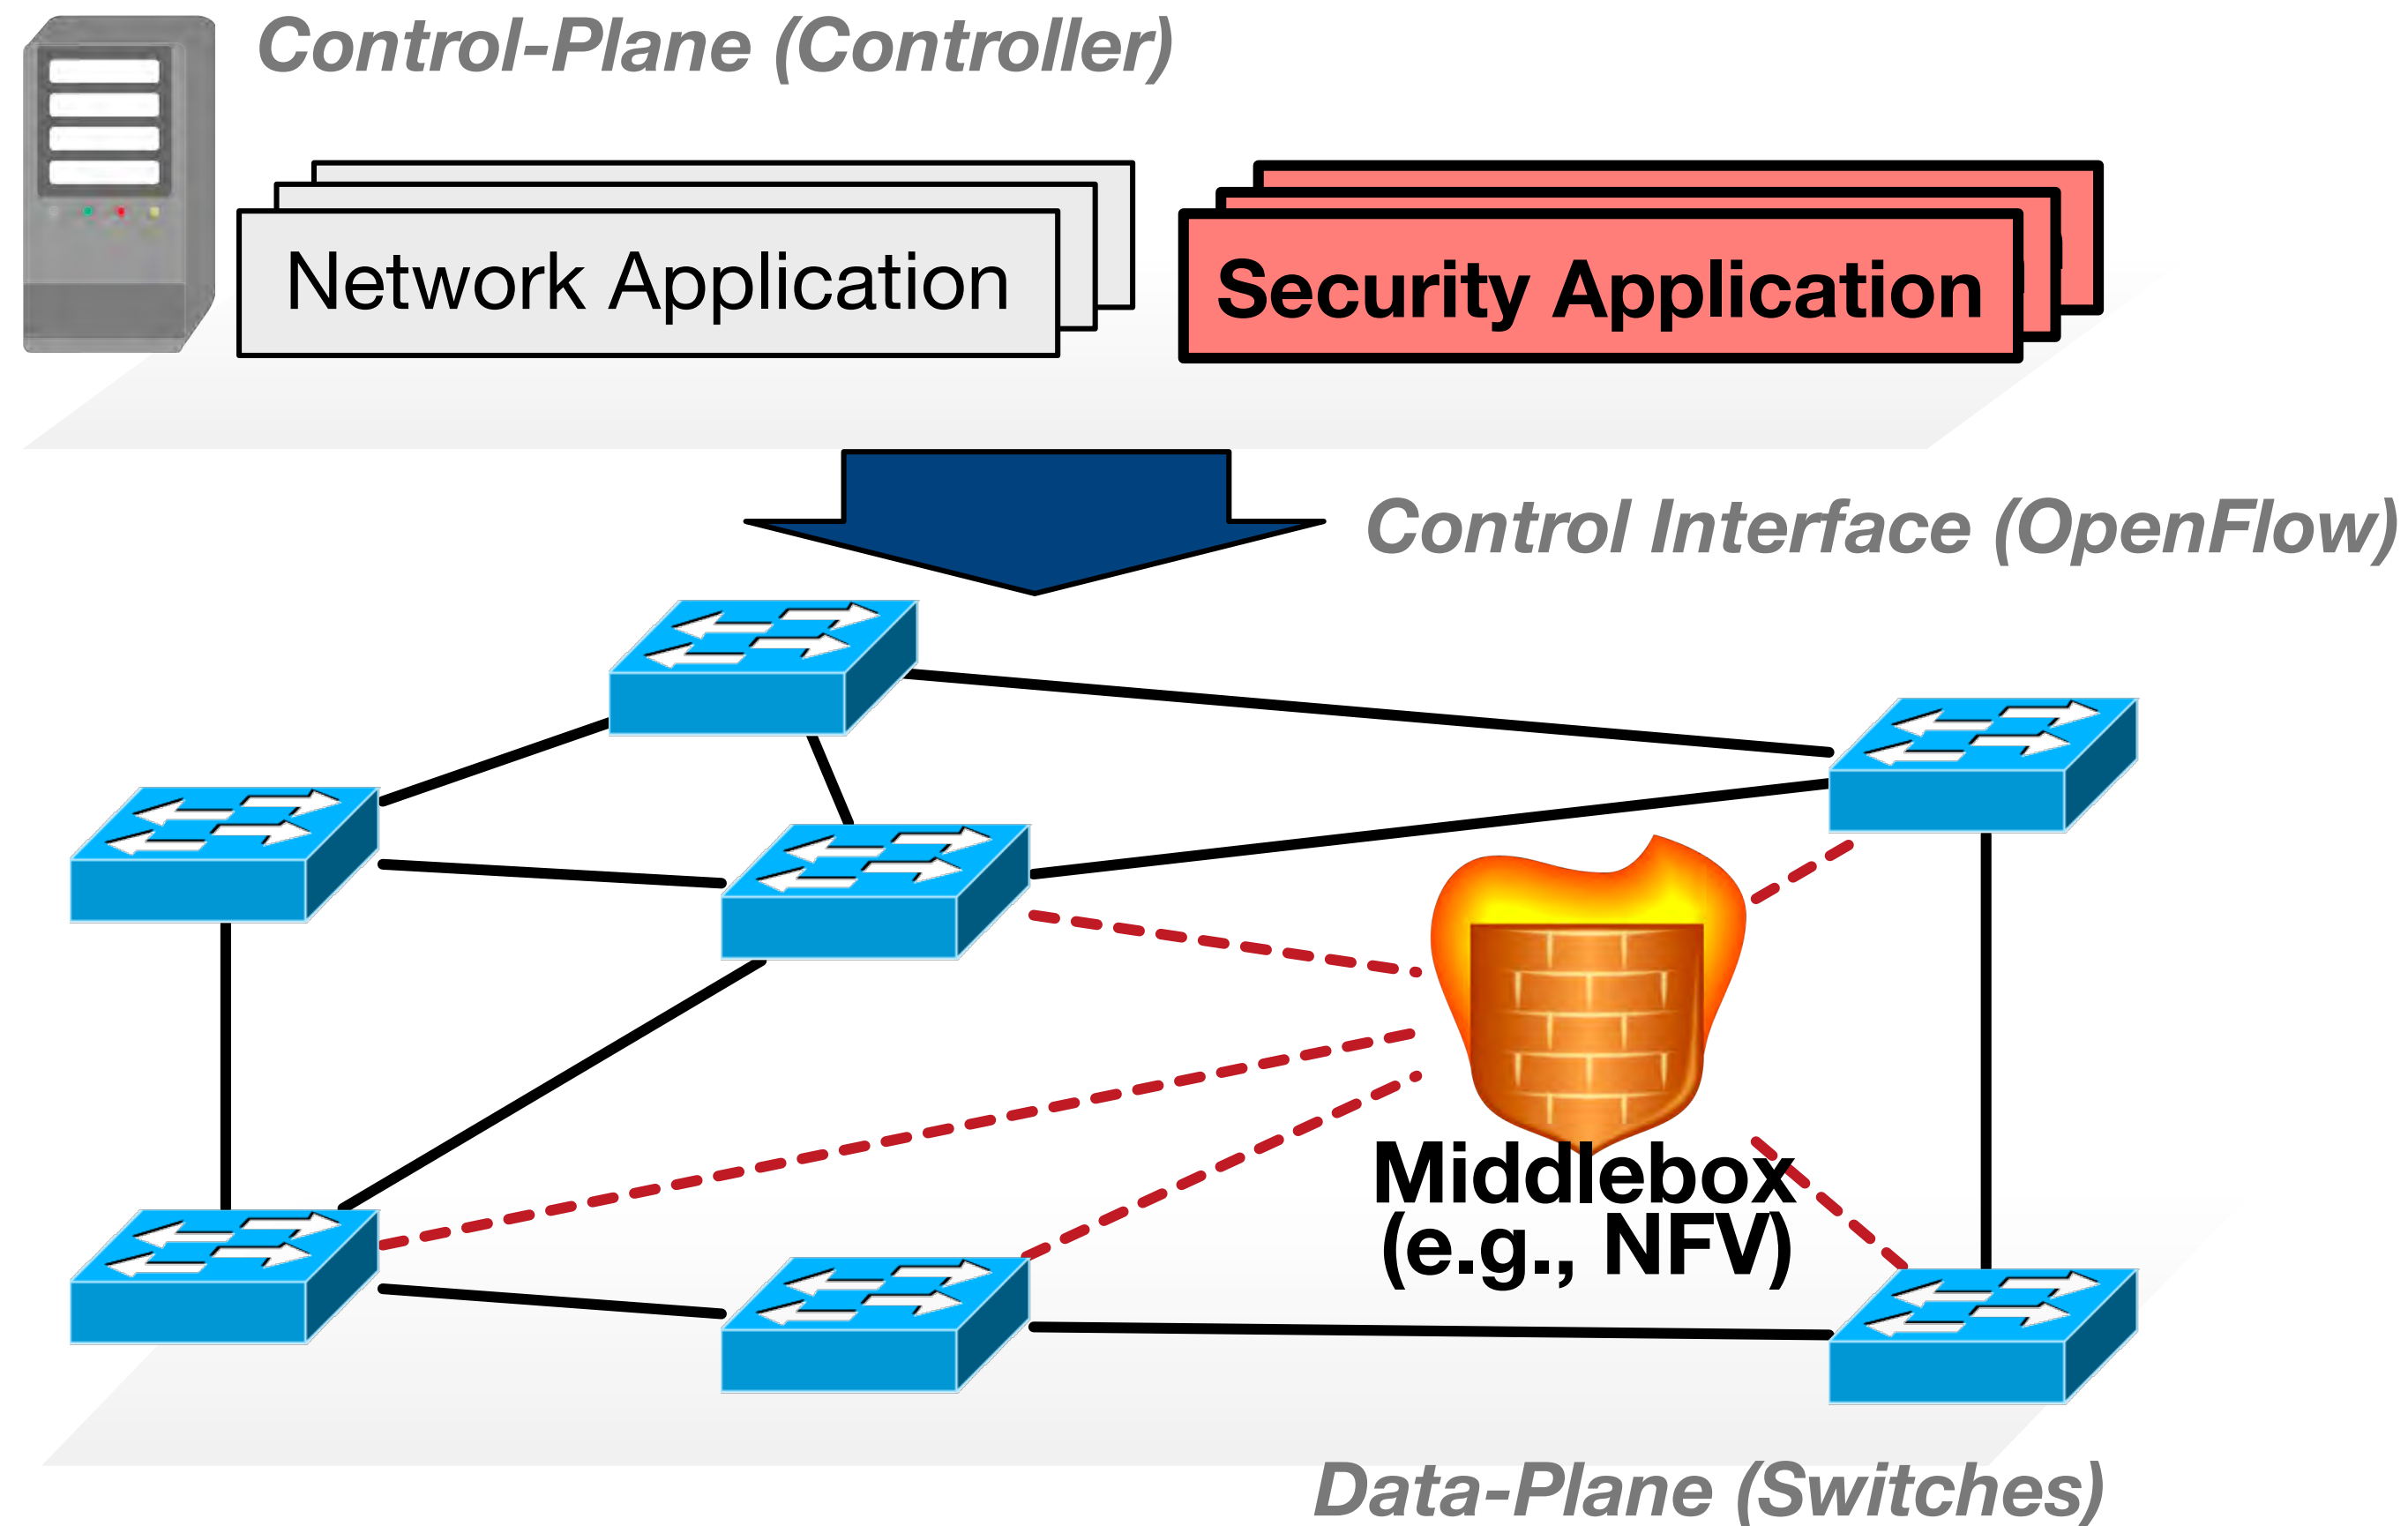 Control-Plane (Controller)
Network Application
Security Application
Control Interface (OpenFlow)
Middlebox
(e.g., NFV)
Data-Plane (Switches)